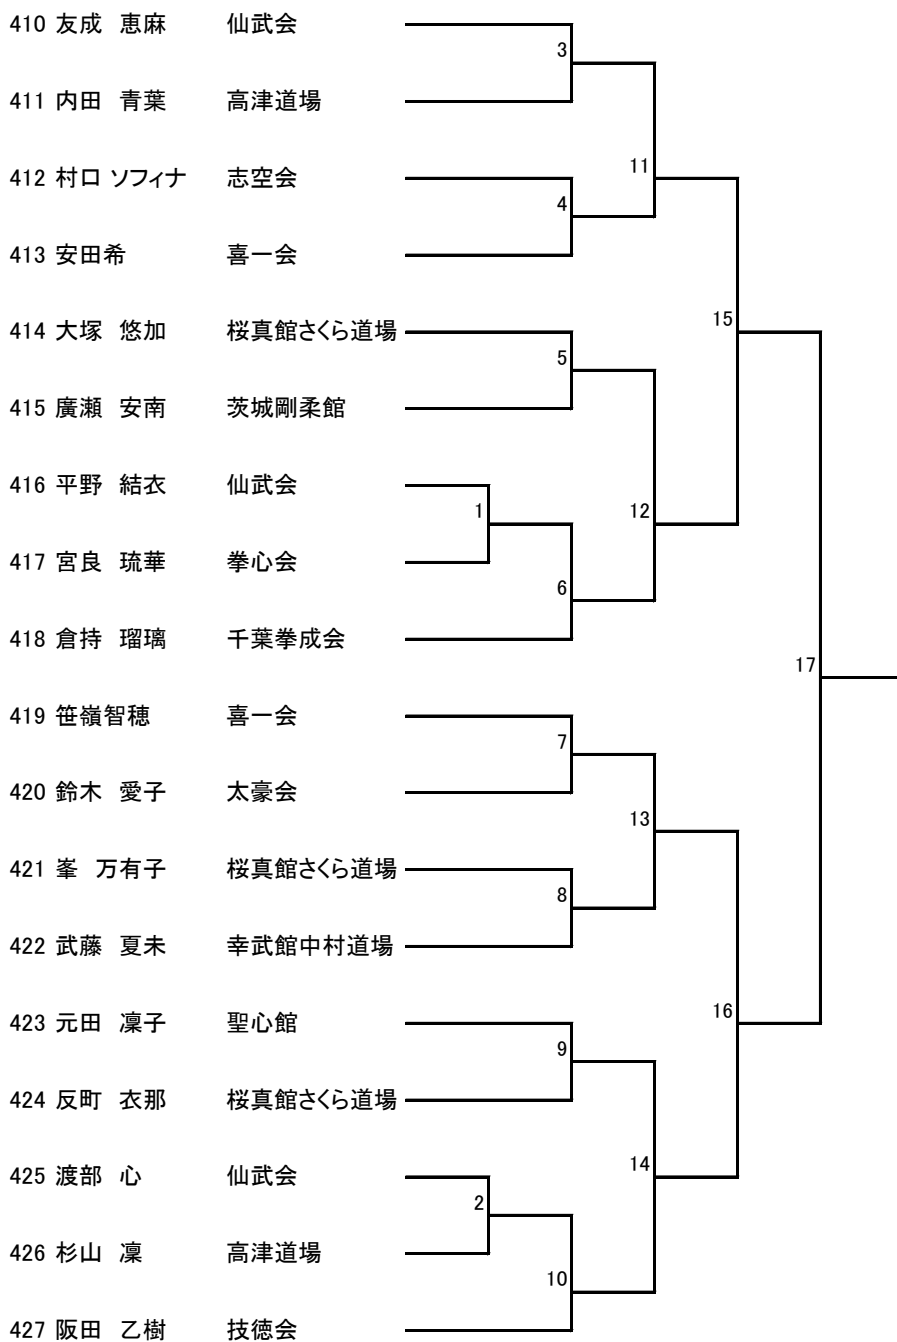 410 友成 恵麻 仙武会
3
411 内田 青葉 高津道場
11
412 村口 ソフィナ 志空会
4
413 安田希 喜一会
15
414 大塚 悠加 桜真館さくら道場
5
415 廣瀬 安南 茨城剛柔館
416 平野 結衣 仙武会
1
12
417 宮良 琉華 拳心会
6
418 倉持 瑠璃 千葉拳成会
17
419 笹嶺智穂 喜一会
7
420 鈴木 愛子 太豪会
13
421 峯 万有子 桜真館さくら道場
8
422 武藤 夏未 幸武館中村道場
16
423 元田 凜子 聖心館
9
424 反町 衣那 桜真館さくら道場
14
425 渡部 心 仙武会
2
426 杉山 凜 高津道場
10
427 阪田 乙樹 技徳会